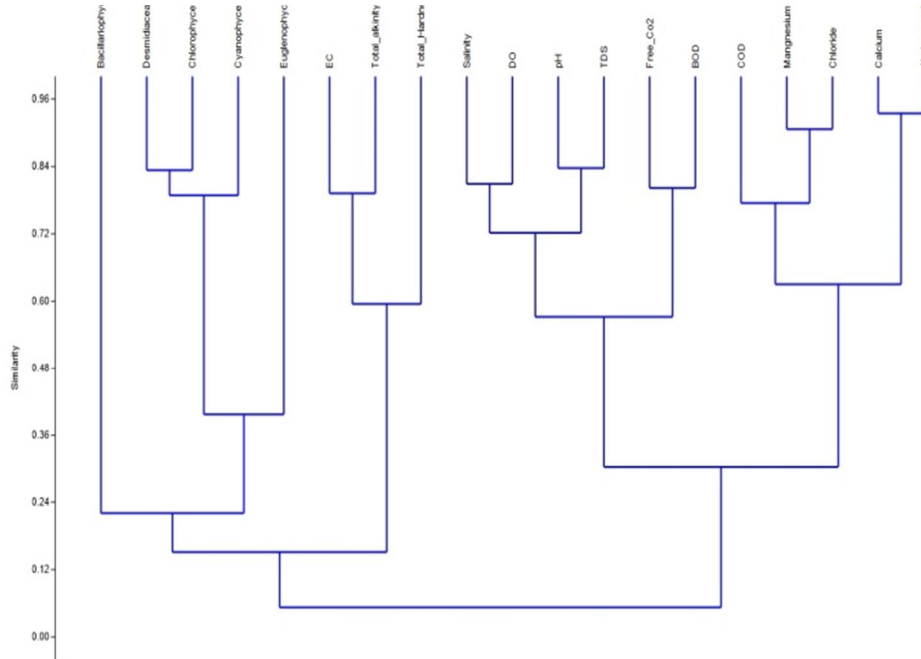 Bacillariophy
Desmidiacea
Chlorophyce
Cyanophyce
Euglenophyc
EC
Total_alkinity
Total_Hardn
Salinity
DO
pH
TDS
Free_Co2
BOD
COD
Mangnesium
Chloride
Calcium
0.96
0.84
0.72
0.60
0.48
0.36
0.24
0.12
0.00
Similarity